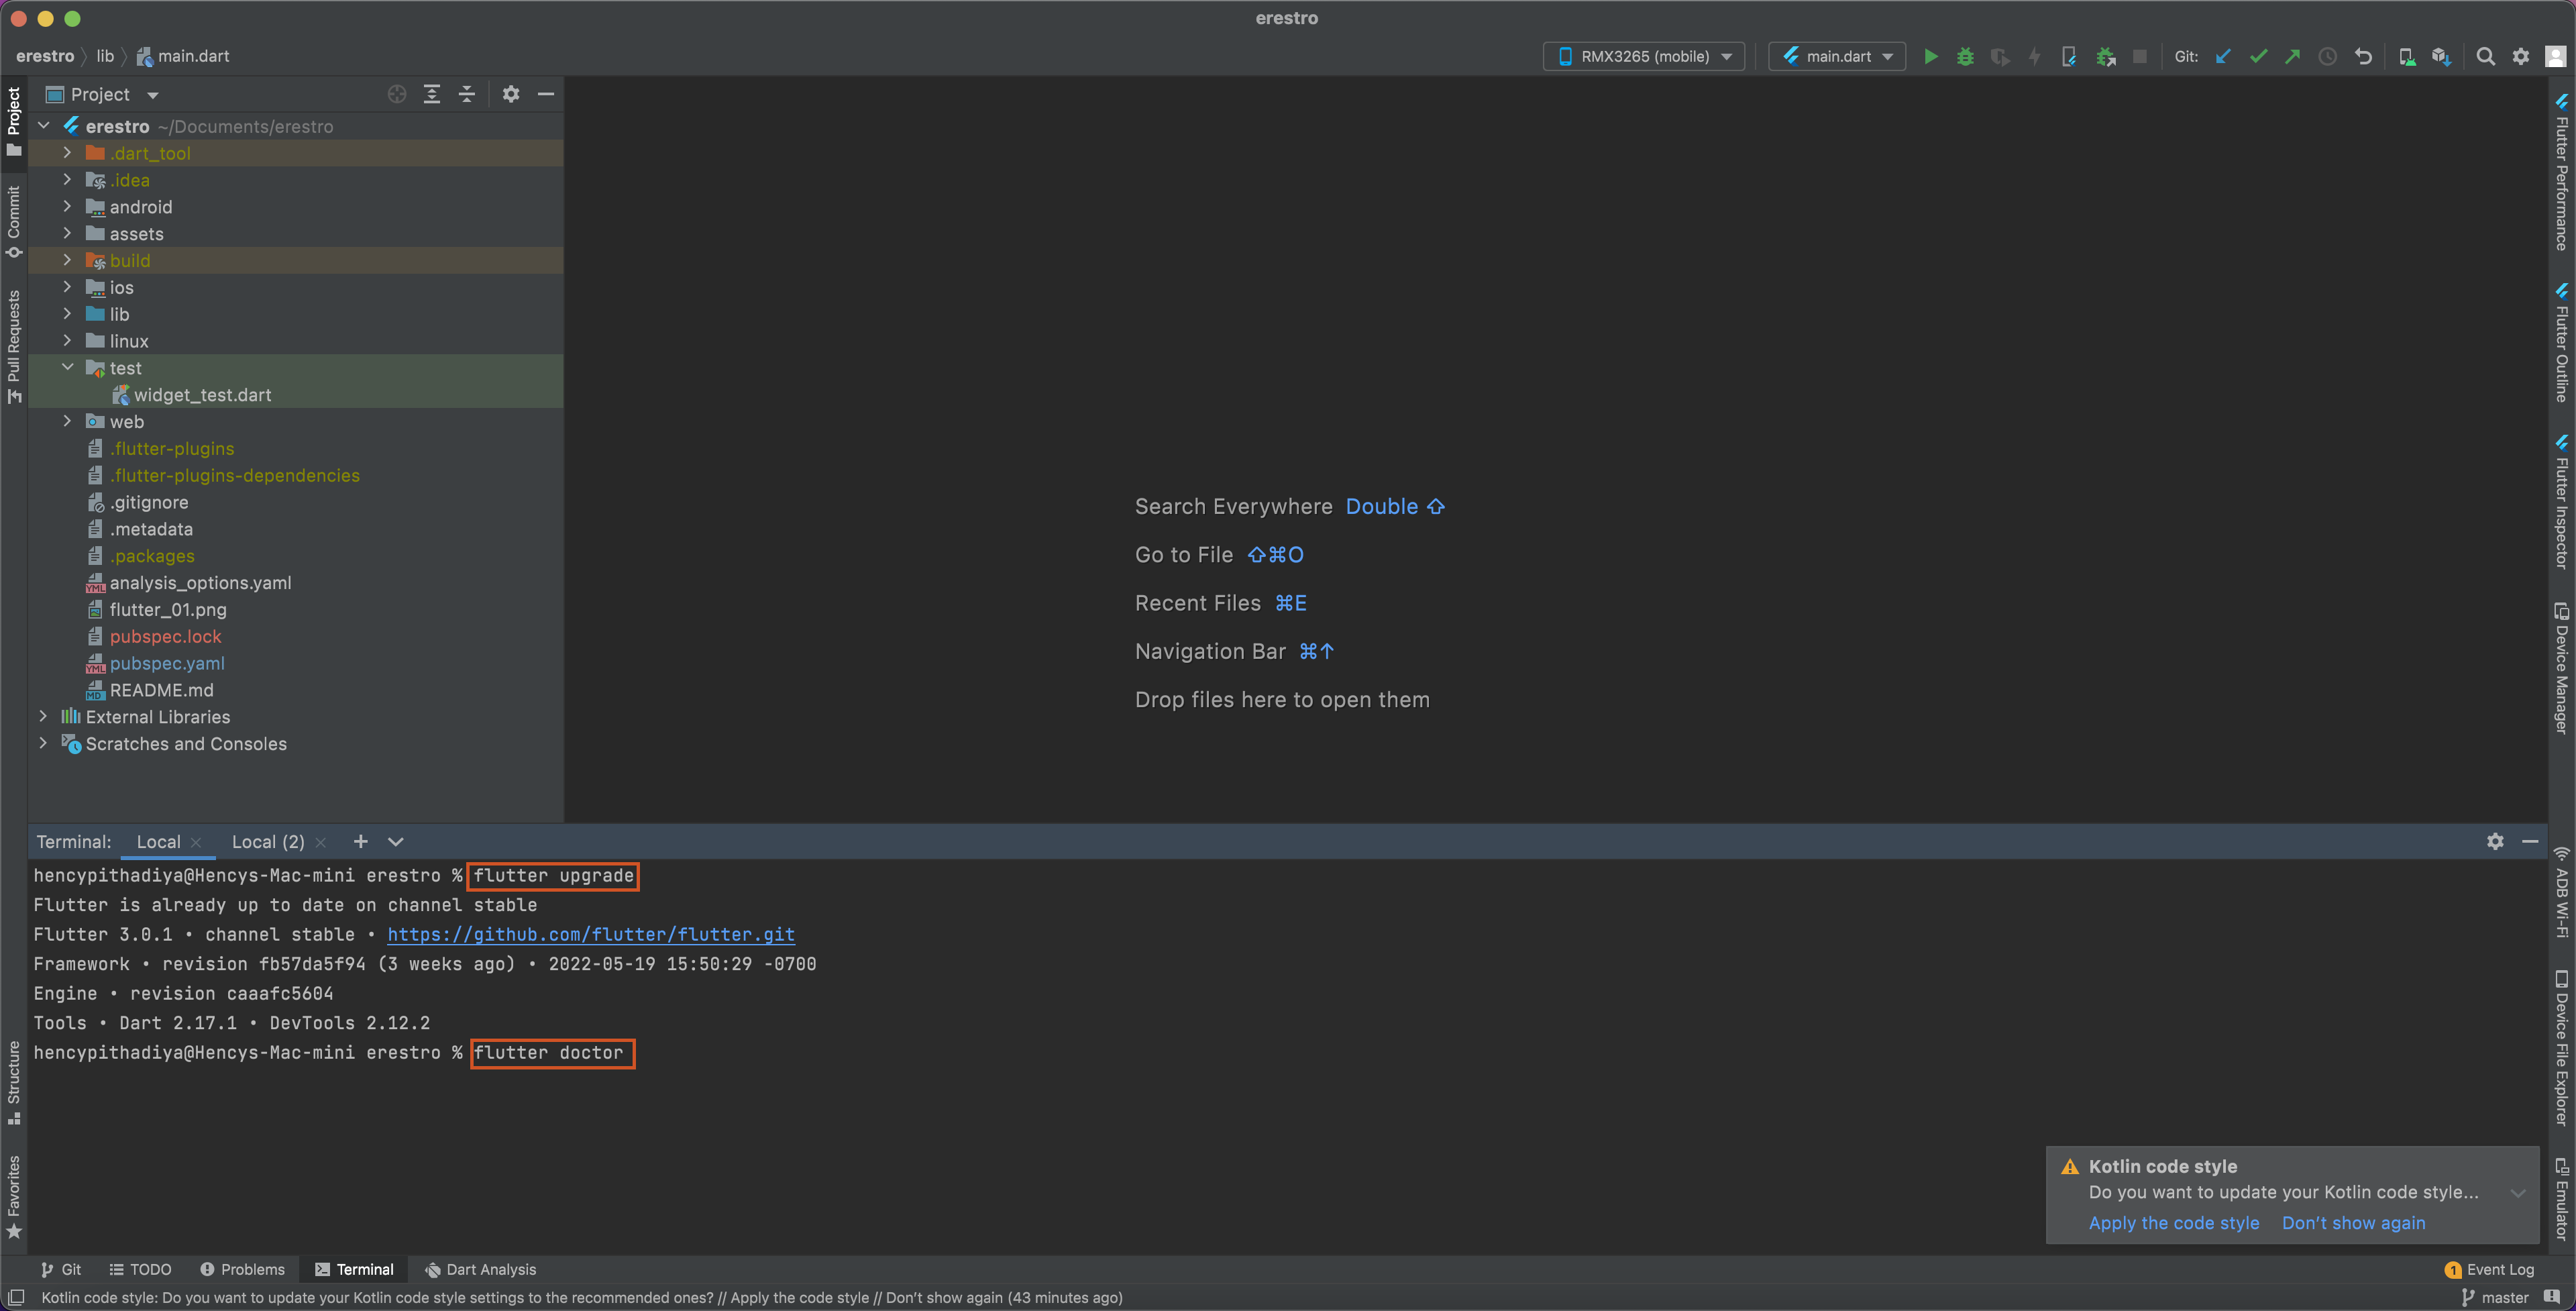 erestro
erestro lib main.dart
RMX3265 (mobile) main.dart Git:
Project
erestro ~/Documents/erestro
.dart_tool
.idea
android
assets
build
ios
lib
linux
test
widget_test.dart
web
.flutter-plugins
.flutter-plugins-dependencies
.gitignore
.metadata
.packages
analysis_options.yaml
flutter_01.png
pubspec.lock
pubspec.yaml
README.md
External Libraries
Scratches and Consoles
Project
Commit
Pull Requests
Structure
Favorites
Search Everywhere Double ⇧
Go to File ⇧⌘O
Recent Files ⌘E
Navigation Bar ⌘↑
Drop files here to open them
Flutter Performance
Flutter Outline
Flutter Inspector
Device Manager
ADB Wi-Fi
Device File Explorer
Emulator
Terminal: Local Local (2)
hencypithadiya@Hencys-Mac-mini erestro % flutter upgrade
Flutter is already up to date on channel stable
Flutter 3.0.1 • channel stable • https://github.com/flutter/flutter.git
Framework • revision fb57da5f94 (3 weeks ago) • 2022-05-19 15:50:29 -0700
Engine • revision caaafc5604
Tools • Dart 2.17.1 • DevTools 2.12.2
hencypithadiya@Hencys-Mac-mini erestro % flutter doctor
Kotlin code style
Do you want to update your Kotlin code style...
Apply the code style Don't show again
Git TODO Problems Terminal Dart Analysis 1 Event Log
Kotlin code style: Do you want to update your Kotlin code style settings to the recommended ones? // Apply the code style // Don't show again (43 minutes ago) master